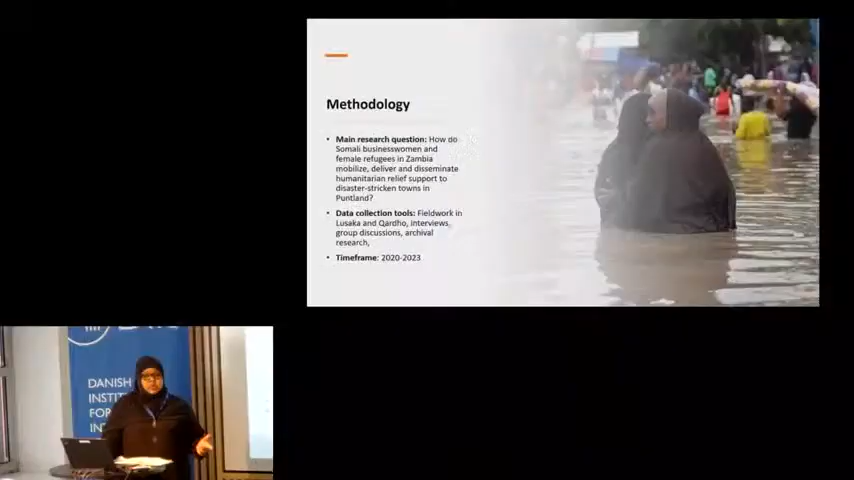 Methodology
• Main research question: How do
Somali businesswomen and
female refugees in Zambia
mobilize, deliver and disseminate
humanitarian relief support to
disaster-stricken towns in
Puntland?
• Data collection tools: Fieldwork in
Lusaka and Qardho, interviews,
group discussions, archival
research,
• Timeframe: 2020-2023
DANISH
INSTIT
FOR
IN